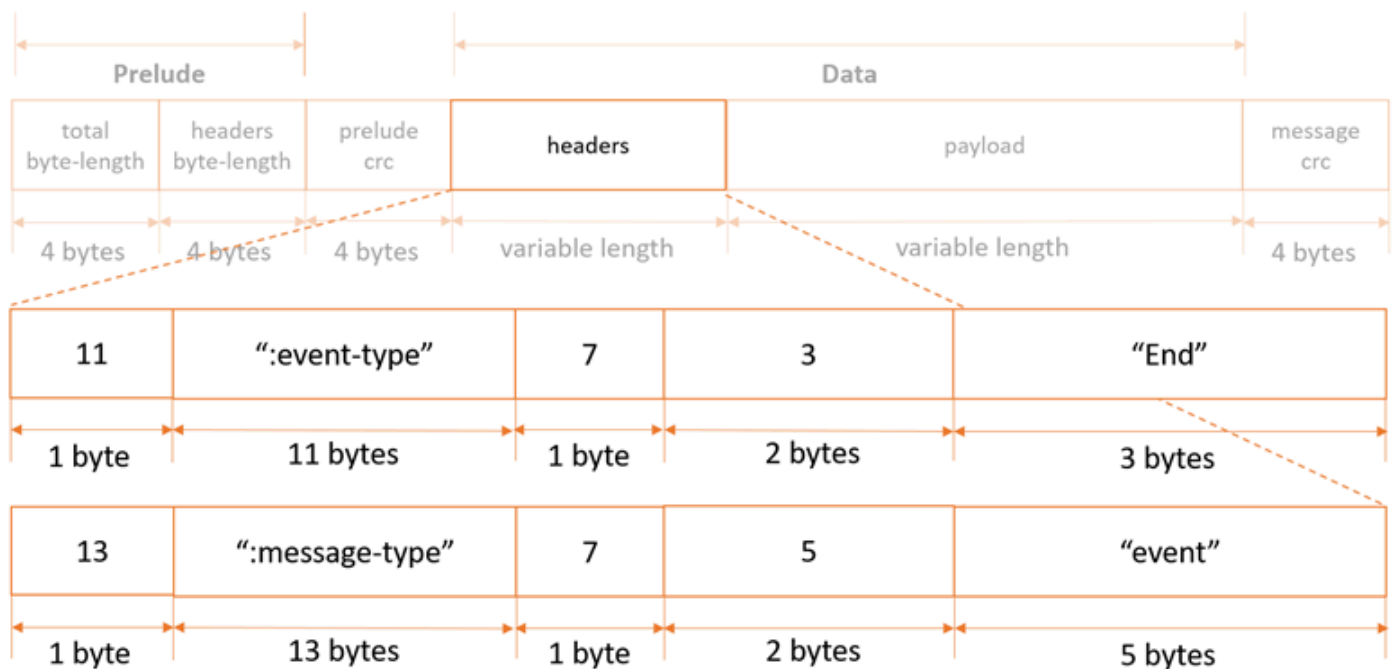 Prelude
Data
total
byte-length
headers
byte-length
prelude
crc
headers
payload
message
crc
4 bytes
4 bytes
4 bytes
variable length
variable length
4 bytes
11
“:event-type”
7
3
“End”
1 byte
11 bytes
1 byte
2 bytes
3 bytes
13
“:message-type”
7
5
“event”
1 byte
13 bytes
1 byte
2 bytes
5 bytes